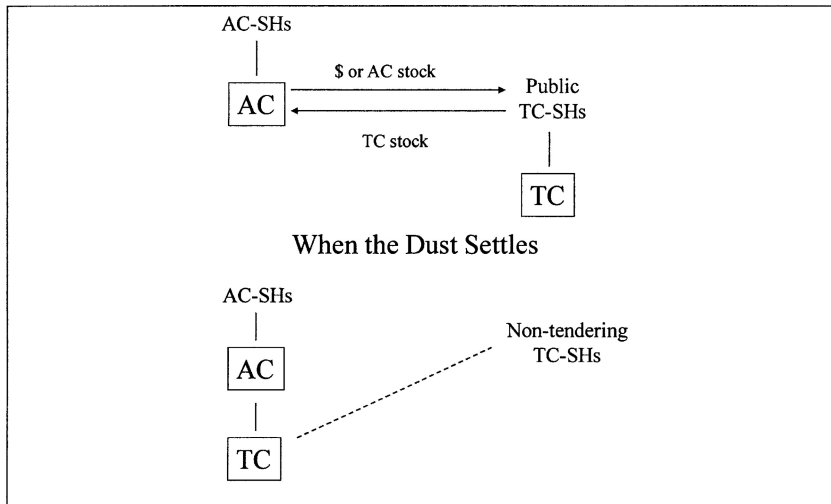 AC-SHs
$ or AC stock
AC
Public
TC-SHs
TC stock
TC
When the Dust Settles
AC-SHs
Non-tendering
TC-SHs
AC
TC